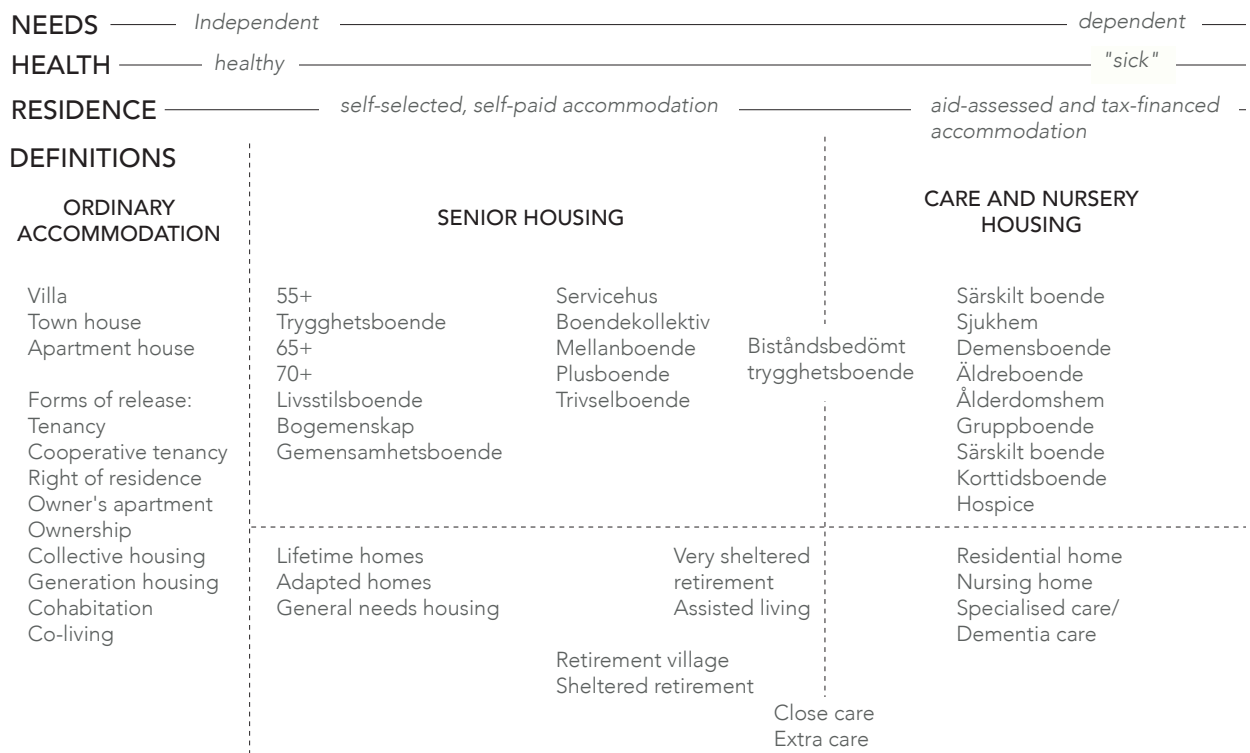 NEEDS Independent dependent
HEALTH healthy "sick"
RESIDENCE self-selected, self-paid accommodation aid-assessed and tax-financed
accommodation
DEFINITIONS
ORDINARY
ACCOMMODATION
SENIOR HOUSING
CARE AND NURSERY
HOUSING
Villa
Town house
Apartment house
Forms of release:
Tenancy
Cooperative tenancy
Right of residence
Owner's apartment
Ownership
Collective housing
Generation housing
Cohabitation
Co-living
55+
Trygghetsboende
65+
70+
Livsstilsboende
Bogemenskap
Gemensamhetsboende
Servicehus
Boendekollektiv
Mellanboende
Plusboende
Trivselboende
Biståndsbedömt
trygghetsboende
Särskilt boende
Sjukhem
Demensboende
Äldreboende
Ålderdomshem
Gruppboende
Särskilt boende
Korttidsboende
Hospice
Lifetime homes
Adapted homes
General needs housing
Very sheltered
retirement
Assisted living
Retirement village
Sheltered retirement
Close care
Extra care
Residential home
Nursing home
Specialised care/
Dementia care